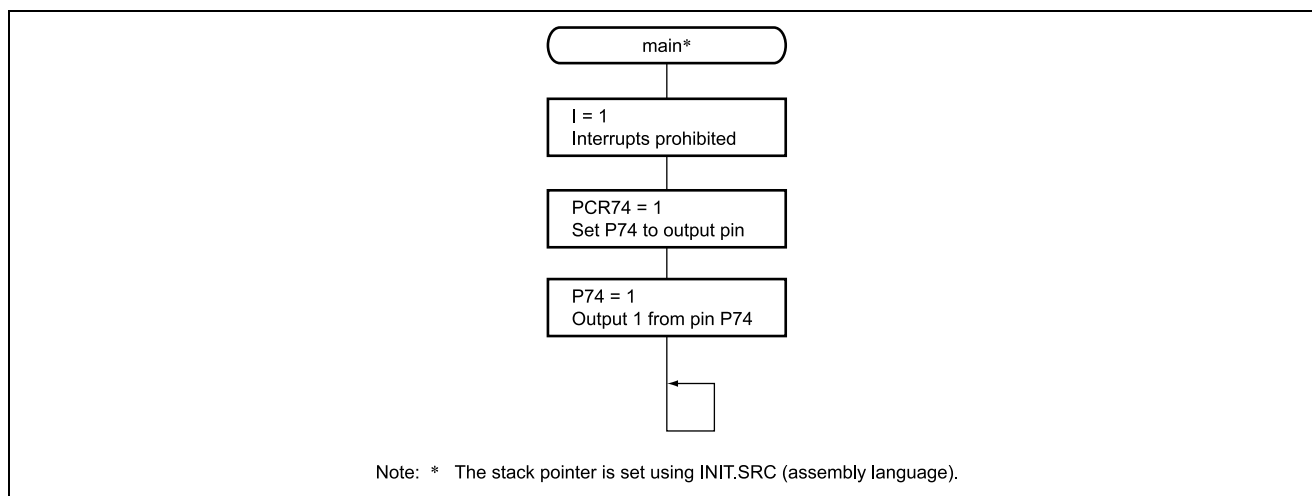 main*
I = 1
Interrupts prohibited
PCR74 = 1
Set P74 to output pin
P74 = 1
Output 1 from pin P74
Note: * The stack pointer is set using INIT.SRC (assembly language).